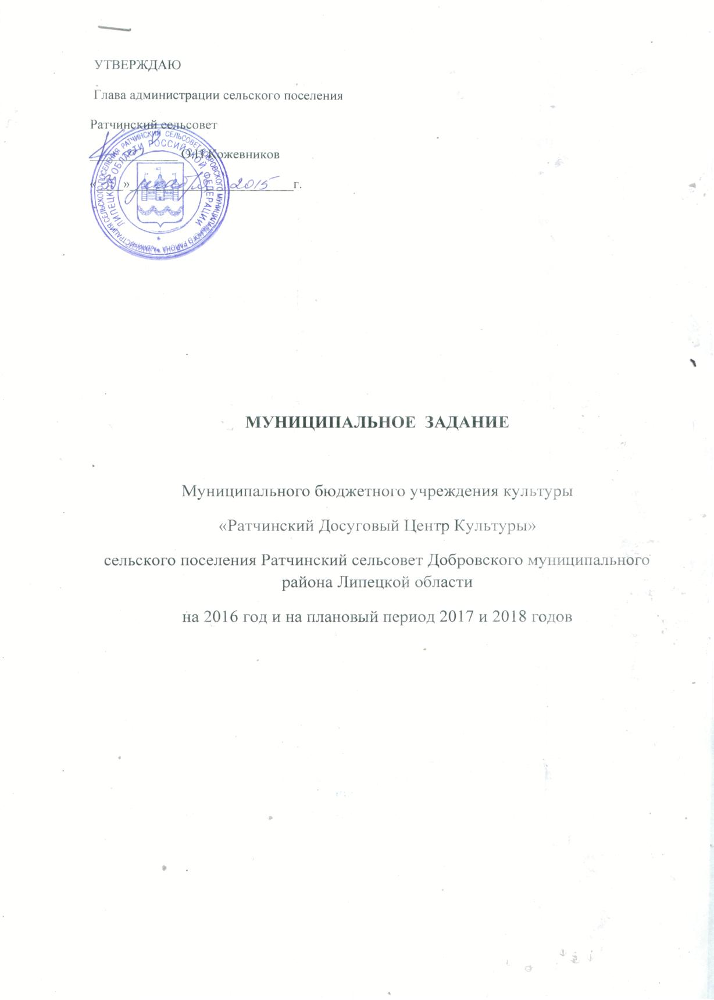 УТВЕРЖДАЮ
Глава администрации сельского поселения
Ратчинский сельсовет
О.Н.Кожевников
« » декабря 2015 г.
АДМИНИСТРАЦИЯ СЕЛЬСКОГО ПОСЕЛЕНИЯ РАТЧИНСКИЙ СЕЛЬСОВЕТ ДОБРОВСКОГО МУНИЦИПАЛЬНОГО РАЙОНА
ЛИПЕЦКОЙ ОБЛАСТИ РОССИЙСКОЙ ФЕДЕРАЦИИ
МУНИЦИПАЛЬНОЕ ЗАДАНИЕ
Муниципального бюджетного учреждения культуры
«Ратчинский Досуговый Центр Культуры»
сельского поселения Ратчинский сельсовет Добровского муниципального
района Липецкой области
на 2016 год и на плановый период 2017 и 2018 годов